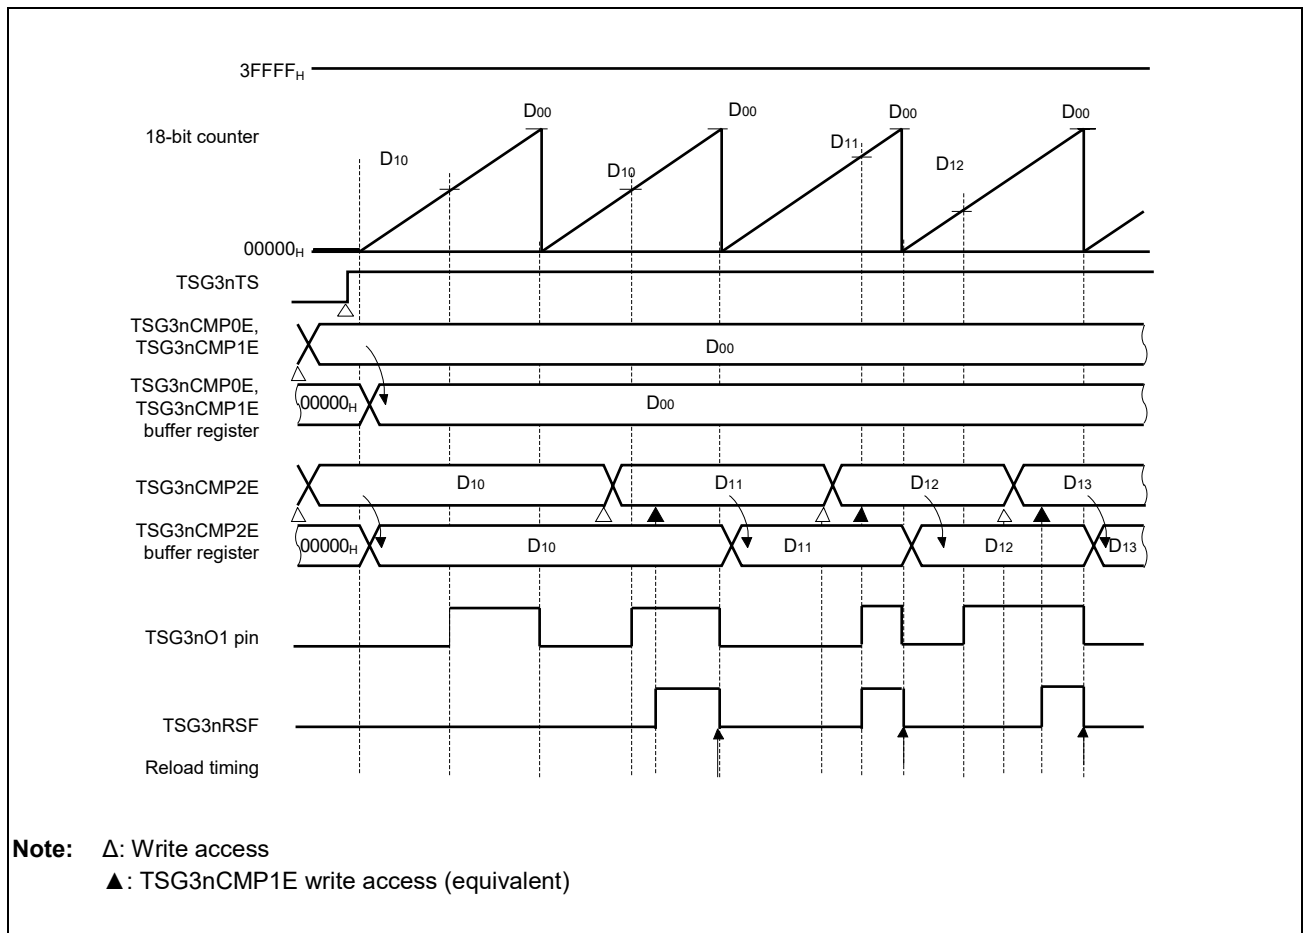 3FFFFH
D00 D00 D00 D00
18-bit counter
D11
D10
D10
D12
00000H
TSG3nTS
TSG3nCMP0E,
TSG3nCMP1E
D00
TSG3nCMP0E,
TSG3nCMP1E
buffer register
00000H
D00
TSG3nCMP2E
D10 D11 D12 D13
TSG3nCMP2E
buffer register
00000H
D10 D11 D12 D13
TSG3nO1 pin
TSG3nRSF
Reload timing
Note: Δ: Write access
▲: TSG3nCMP1E write access (equivalent)